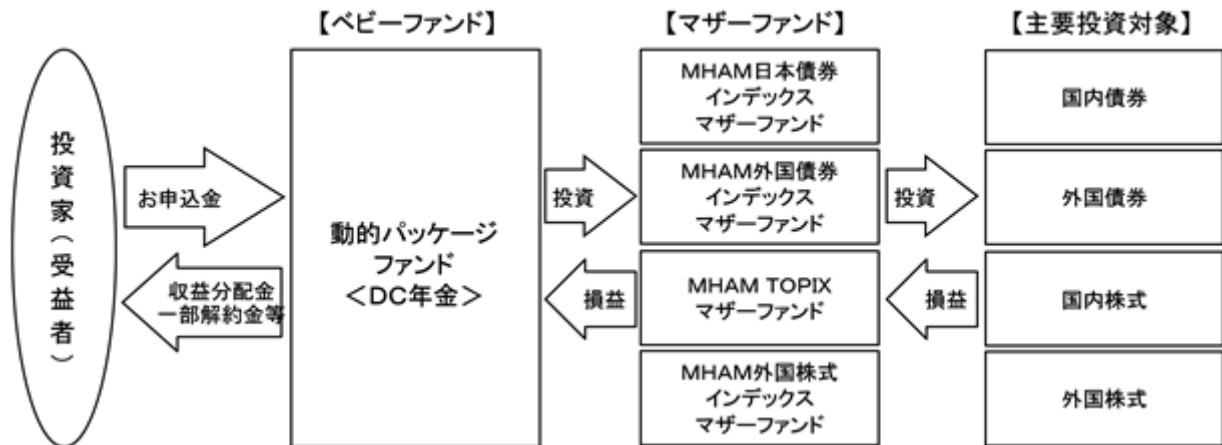 【ベビーファンド】
【マザーファンド】
【主要投資対象】
投資家(受益者)
お申込金
収益分配金
一部解約金等
動的パッケージ
ファンド
<DC年金>
投資
損益
MHAM日本債券
インデックス
マザーファンド
MHAM外国債券
インデックス
マザーファンド
MHAM TOPIX
マザーファンド
MHAM外国株式
インデックス
マザーファンド
投資
損益
国内債券
外国債券
国内株式
外国株式